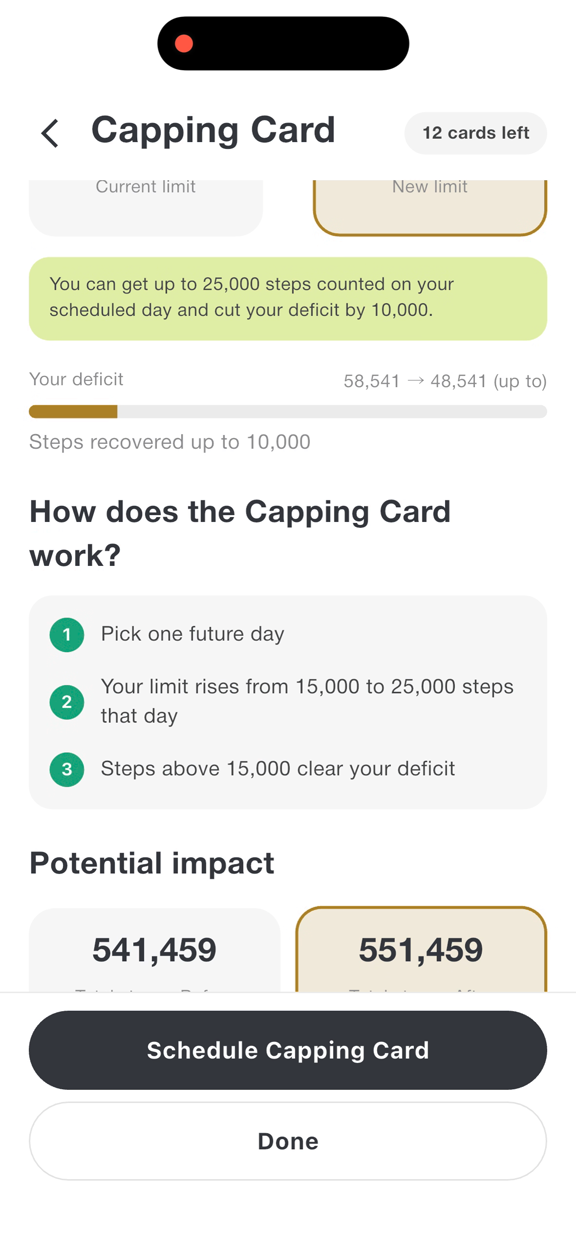 Capping Card
12 cards left
Current limit
New limit
You can get up to 25,000 steps counted on your
scheduled day and cut your deficit by 10,000.
Your deficit
58,541 → 48,541 (up to)
Steps recovered up to 10,000
How does the Capping Card
work?
1 Pick one future day
2 Your limit rises from 15,000 to 25,000 steps
that day
3 Steps above 15,000 clear your deficit
Potential impact
541,459
551,459
Schedule Capping Card
Done